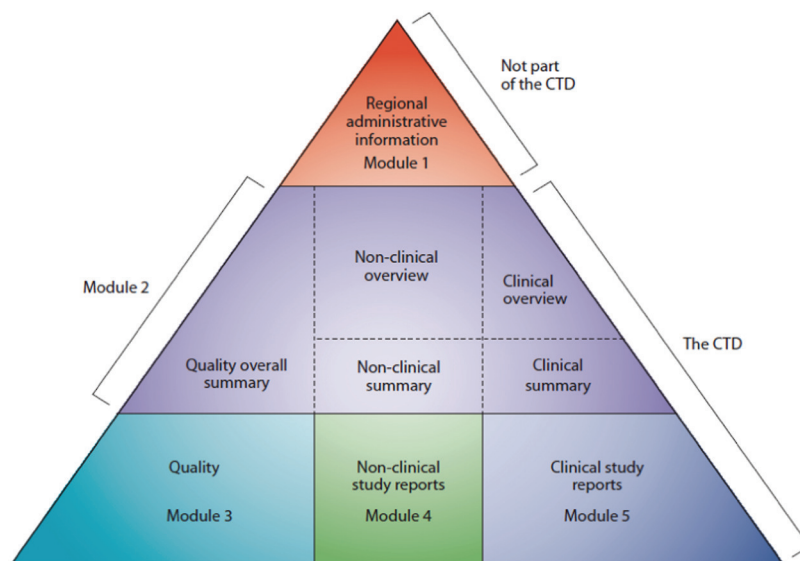 Not part
of the CTD
Regional
administrative
information
Module 1
Module 2
Non-clinical
overview
Clinical
overview
The CTD
Quality overall
summary
Non-clinical
summary
Clinical
summary
Quality
Module 3
Non-clinical
study reports
Module 4
Clinical study
reports
Module 5